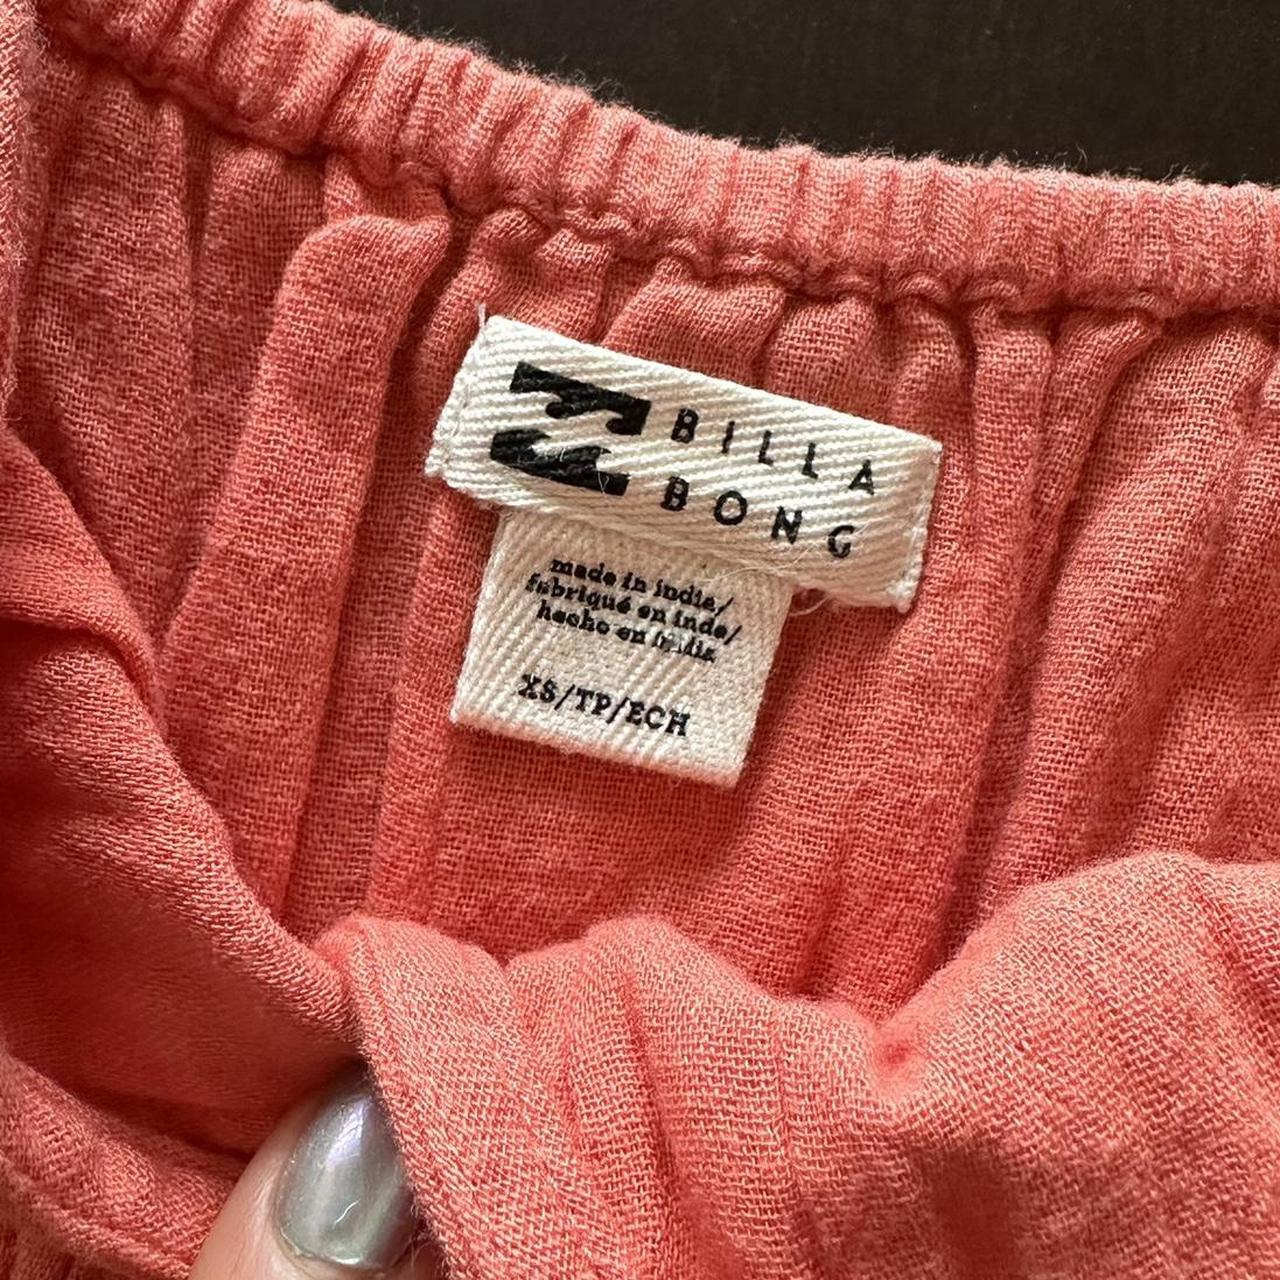 BILLA
BONG
made in india/
fabriqué en inde/
hecho en india
XS/TP/ECH